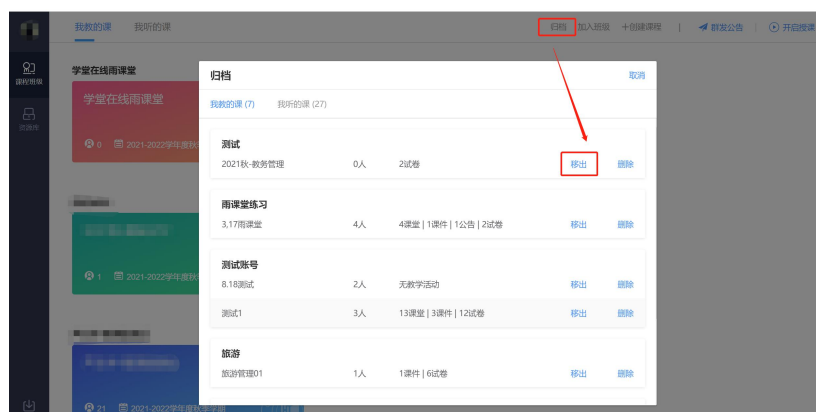 我教的课 我听的课 归档 加入班级 +创建课程 | 群发公告 开启授课
课程班级
资源库
学堂在线雨课堂
学堂在线雨课堂
0 2021-2022学年度秋
1 2021-2022学年度秋
21 2021-2022学年度秋季学期
归档 取消
我教的课 (7) 我听的课 (27)
测试
2021秋-教务管理 0人 2试卷 移出 删除
雨课堂练习
3,17雨课堂 4人 4课堂 | 1课件 | 1公告 | 2试卷 移出 删除
测试账号
8.18测试 2人 无教学活动 移出 删除
测试1 3人 13课堂 | 3课件 | 12试卷 移出 删除
旅游
旅游管理01 1人 1课件 | 6试卷 移出 删除